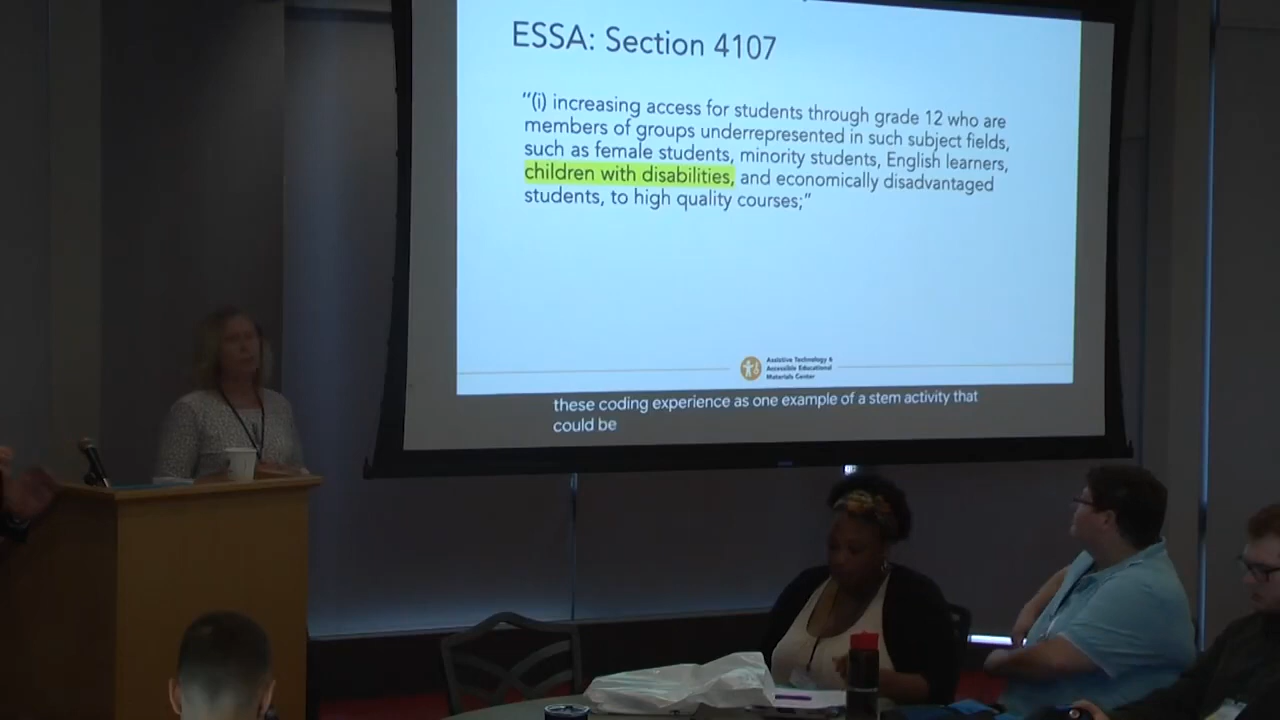 ESSA: Section 4107
"(i) increasing access for students through grade 12 who are
members of groups underrepresented in such subject fields,
such as female students, minority students, English learners,
children with disabilities, and economically disadvantaged
students, to high quality courses;"
Assistive Technology &
Accessible Educational
Materials Center
these coding experience as one example of a stem activity that
could be